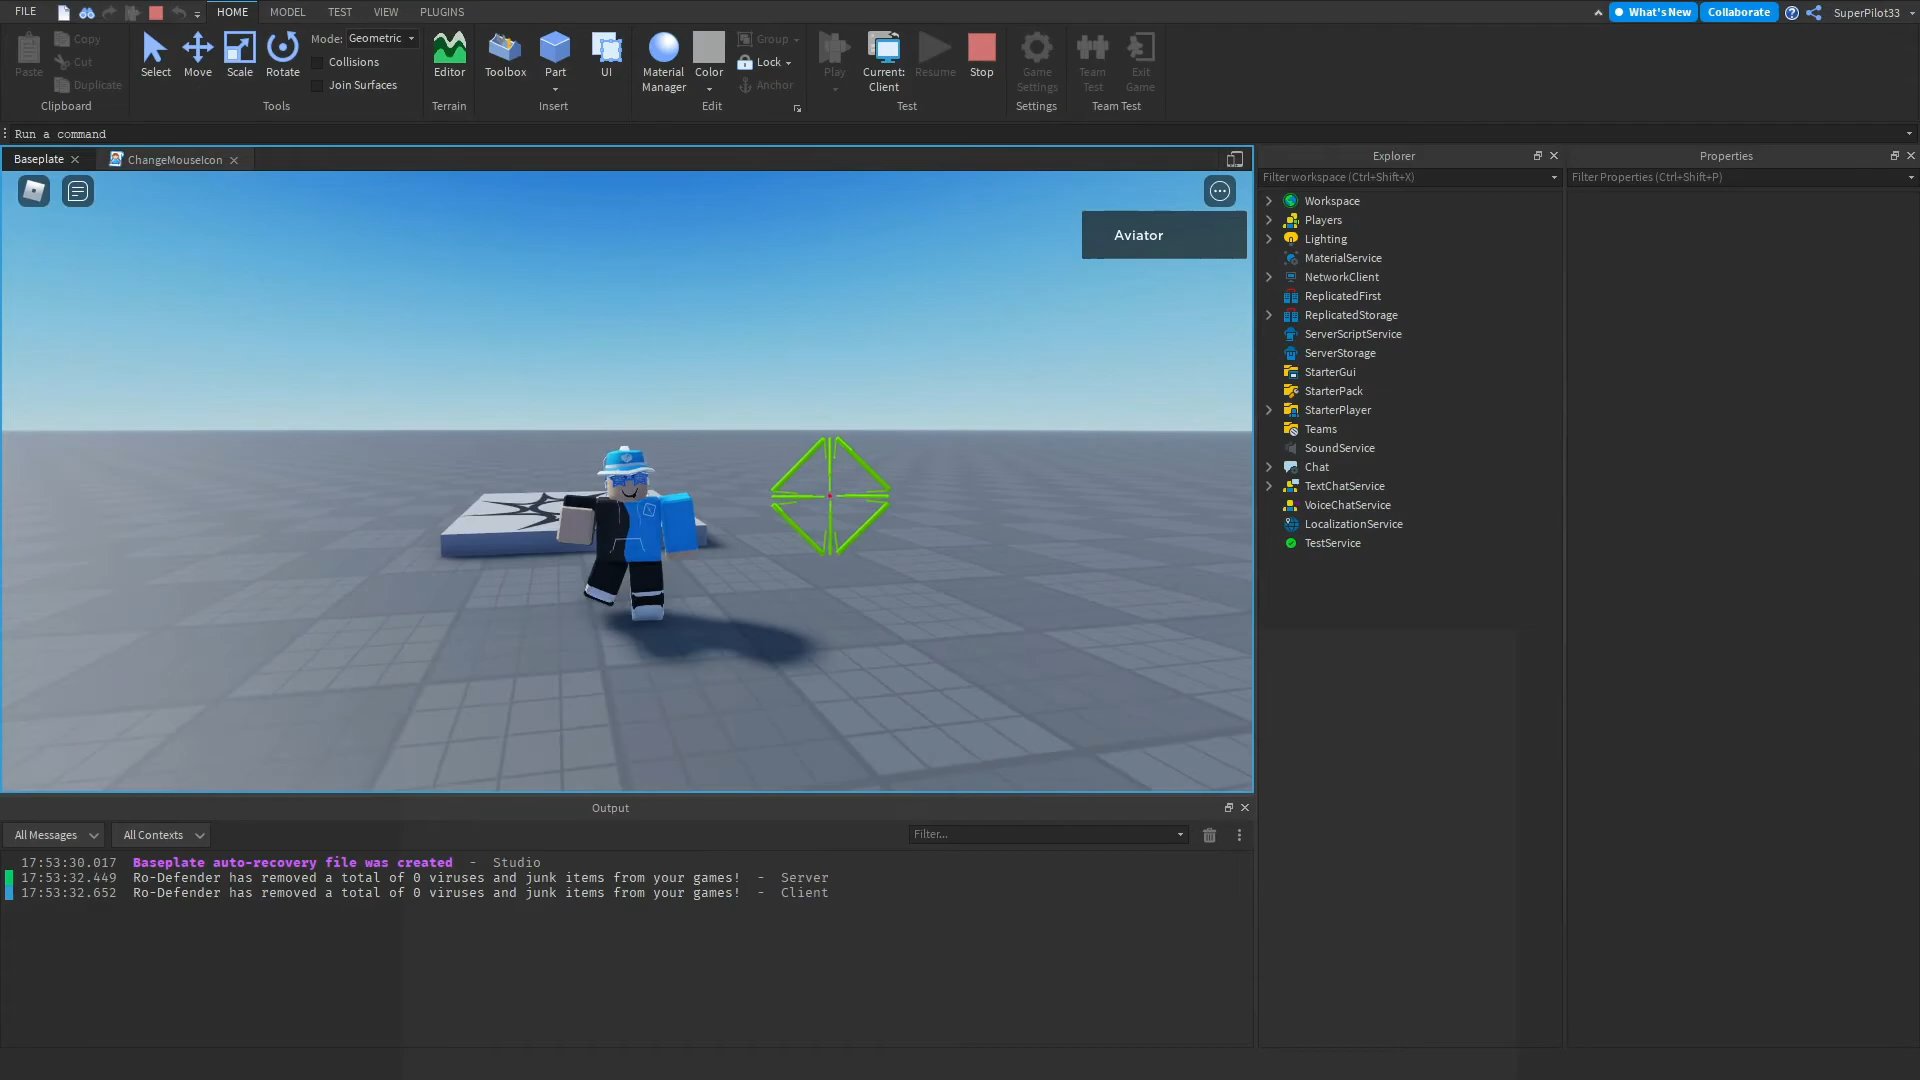 FILE HOME MODEL TEST VIEW PLUGINS What's New Collaborate SuperPilot33
Paste Copy Cut Duplicate Clipboard
Select Move Scale Rotate Mode: Geometric Collisions Join Surfaces Tools
Editor Terrain
Toolbox Part UI Insert
Material Manager Color Group Lock Anchor Edit
Play Current: Client Resume Stop Test
Game Settings Settings
Team Test Exit Game Team Test
Run a command
Baseplate ChangeMouseIcon
Aviator
Explorer
Filter workspace (Ctrl+Shift+X)
Workspace
Players
Lighting
MaterialService
NetworkClient
ReplicatedFirst
ReplicatedStorage
ServerScriptService
ServerStorage
StarterGui
StarterPack
StarterPlayer
Teams
SoundService
Chat
TextChatService
VoiceChatService
LocalizationService
TestService
Properties
Filter Properties (Ctrl+Shift+P)
Output
All Messages All Contexts Filter...
17:53:30.017 Baseplate auto-recovery file was created - Studio
17:53:32.449 Ro-Defender has removed a total of 0 viruses and junk items from your games! - Server
17:53:32.652 Ro-Defender has removed a total of 0 viruses and junk items from your games! - Client